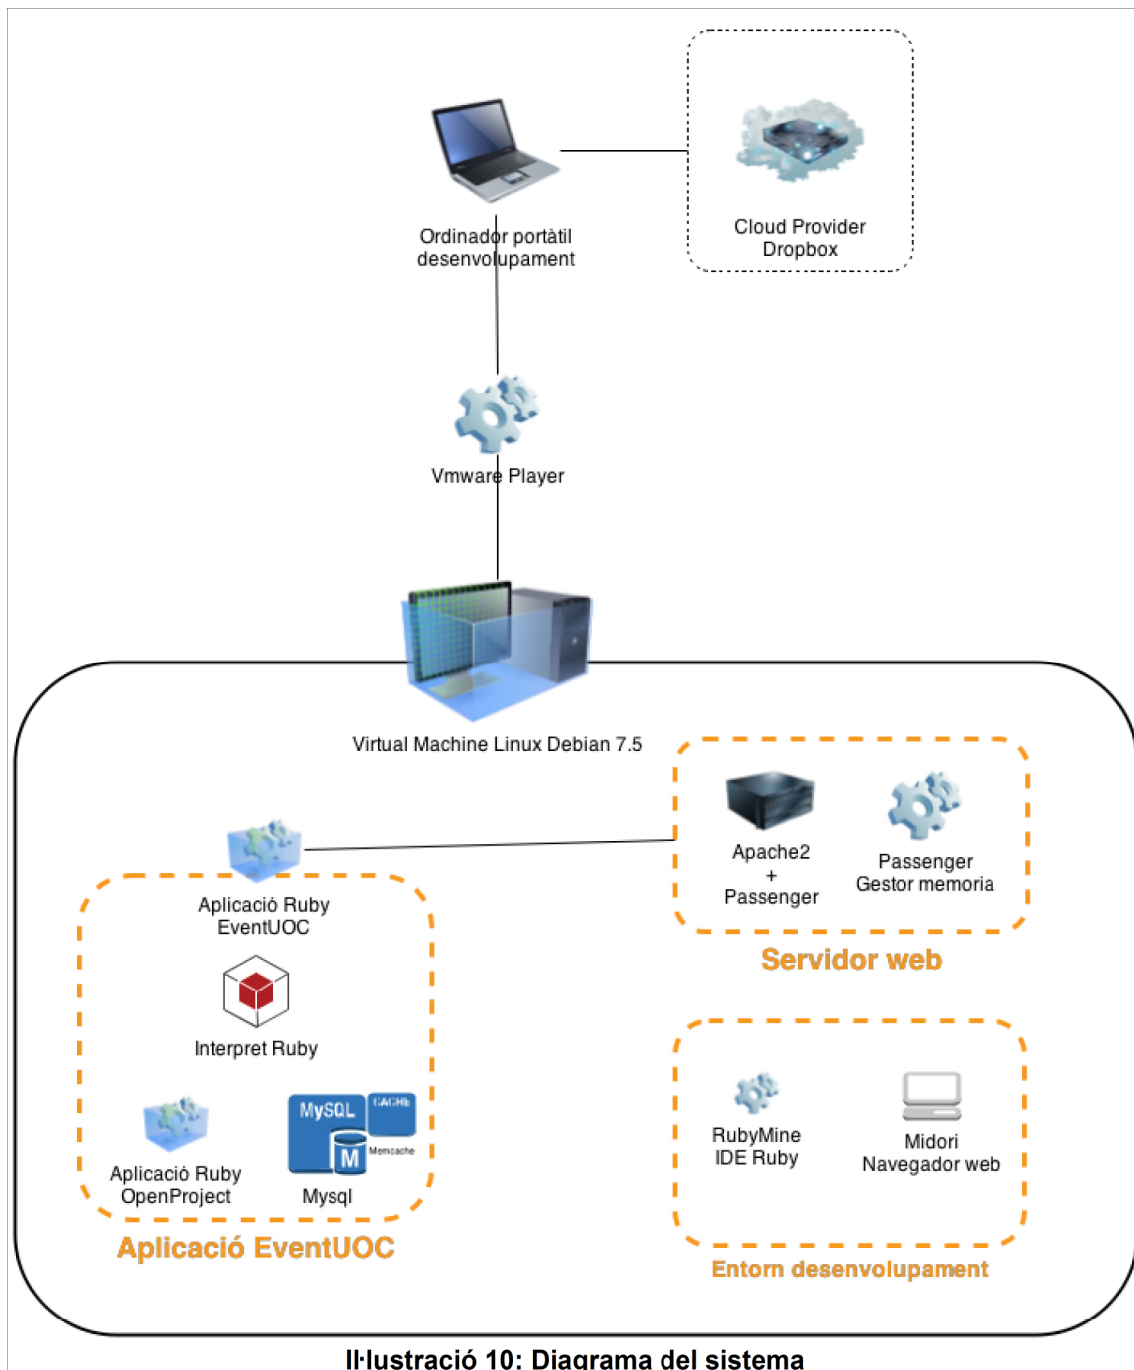 Ordinador portàtil
desenvolupament
Cloud Provider
Dropbox
Vmware Player
Virtual Machine Linux Debian 7.5
Apache2
+
Passenger
Passenger
Gestor memoria
Servidor web
Aplicació Ruby
EventUOC
Interpret Ruby
Aplicació Ruby
OpenProject
MySQL
CACHE
M
Memcache
Mysql
Aplicació EventUOC
RubyMine
IDE Ruby
Midori
Navegador web
Entorn desenvolupament
Il·lustració 10: Diagrama del sistema